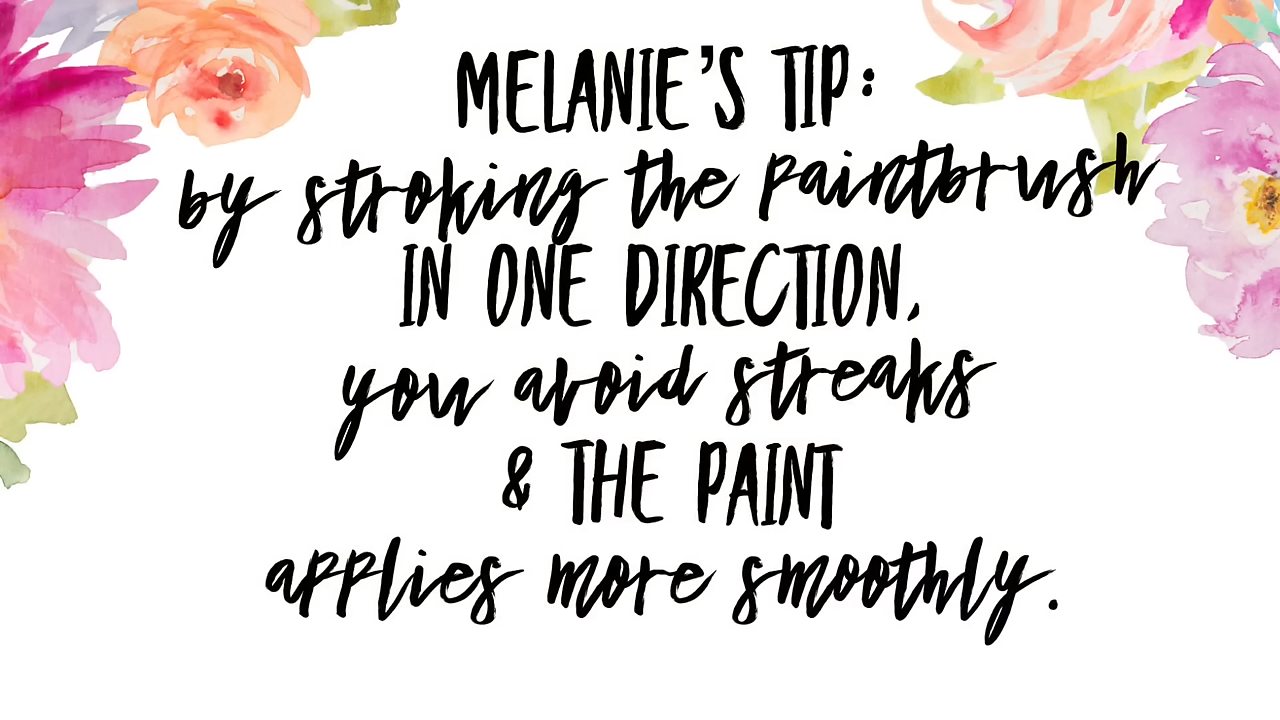 MELANIE'S TIP:
by stroking the paintbrush
IN ONE DIRECTION,
you avoid streaks
& THE PAINT
applies more smoothly.